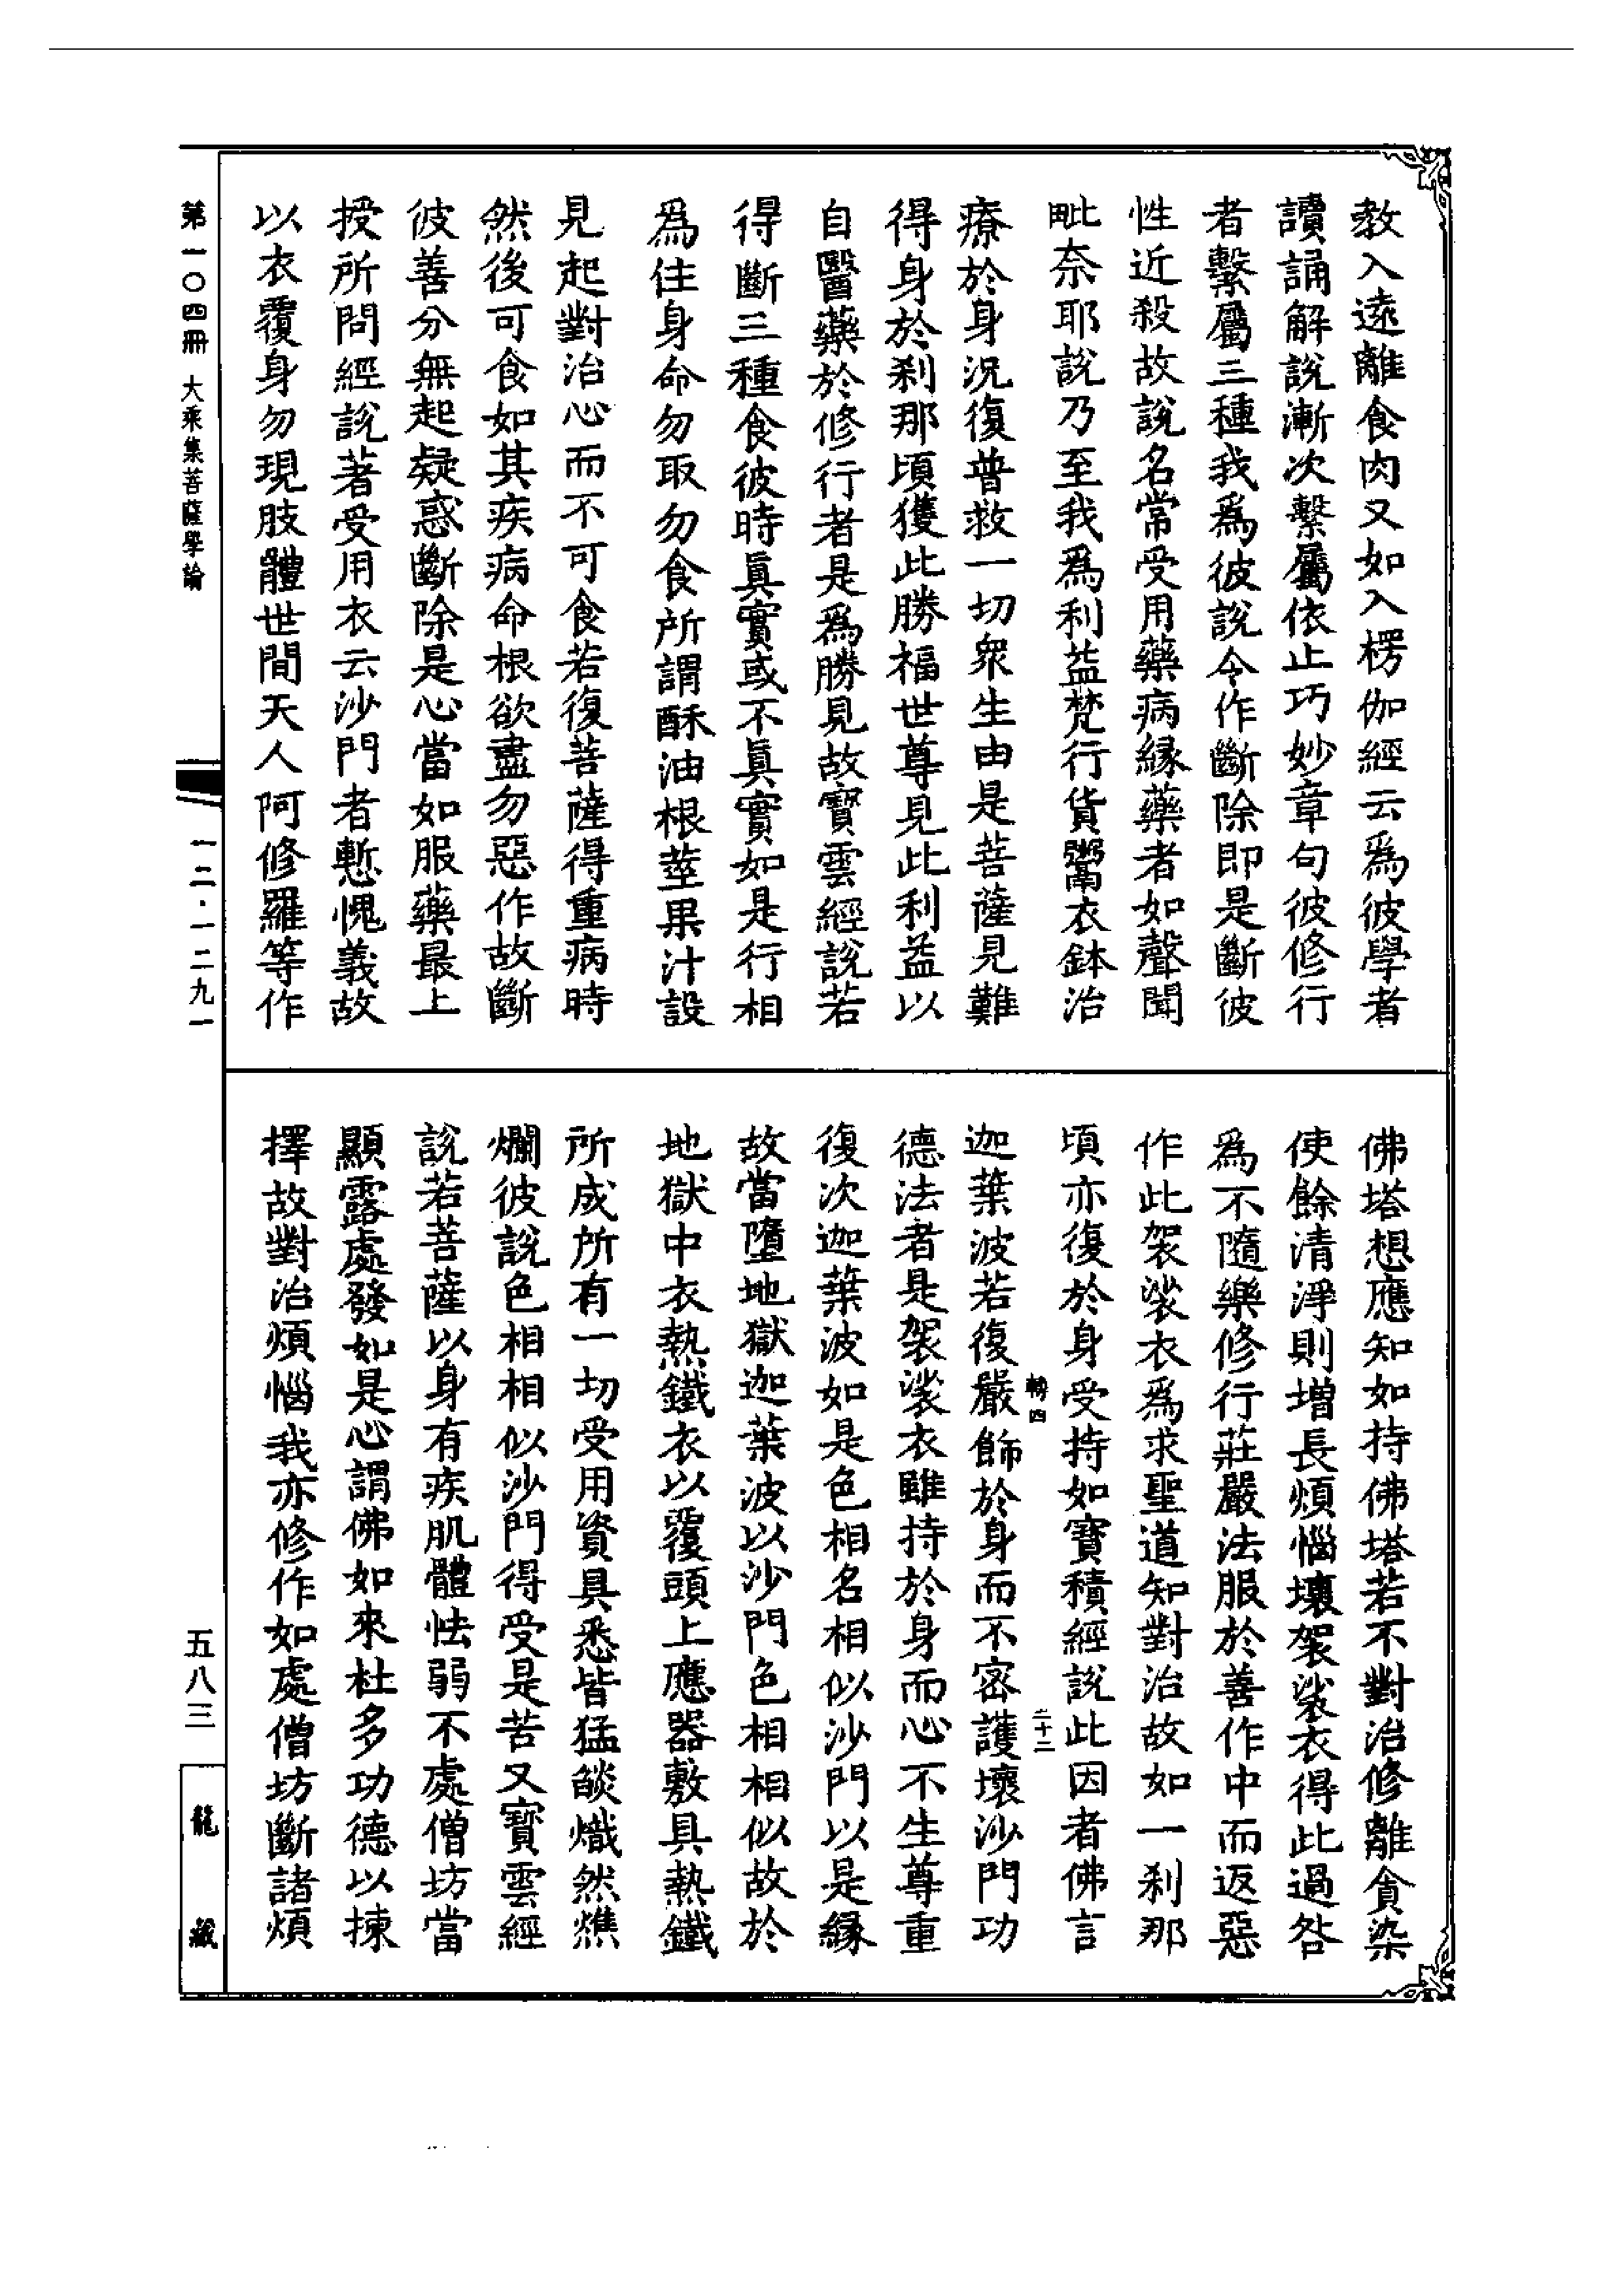 教入遠離食肉又如入楞伽經云爲彼學者
讀誦解說漸次繫屬依止巧妙章句彼修行
者繫屬三種我爲彼說令作斷除即是斷彼
性近殺故說名常受用藥病緣藥者如聲聞
毗奈耶說乃至我爲利益梵行貨鬻衣鉢治
療於身況復普救一切衆生由是菩薩見難
得身於刹那頃獲此勝福世尊見此利益以
自醫藥於修行者是爲勝見故寶雲經說若
得斷三種食彼時眞實或不眞實如是行相
爲住身命勿取勿食所謂酥油根莖果汁設
見起對治心而不可食若復菩薩得重病時
然後可食如其疾病命根欲盡勿惡作故斷
彼善分無起疑惑斷除是心當如服藥最上
授所問經說著受用衣云沙門者慙愧義故
以衣覆身勿現肢體世間天人阿修羅等作
佛塔想應知如持佛塔若不對治修離貪染
使餘清淨則增長煩惱壞袈裟衣得此過咎
爲不隨樂修行莊嚴法服於善作中而返惡
作此袈裟衣爲求聖道知對治故如一刹那
頃亦復於身受持如寶積經說此因者佛言
轉四 二十二
迦葉波若復嚴飾於身而不密護壞沙門功
德法者是袈裟衣雖持於身而心不生尊重
復次迦葉波如是色相名相似沙門以是緣
故當墮地獄迦葉波以沙門色相相似故於
地獄中衣熱鐵衣以覆頭上應器敷具熱鐵
所成所有一切受用資具悉皆猛燄熾然燋
爛彼說色相相似沙門得受是苦又寶雲經
說若菩薩以身有疾肌體怯弱不處僧坊當
顯露處發如是心謂佛如來杜多功德以揀
擇故對治煩惱我亦修作如處僧坊斷諸煩
第一〇四冊 大乘集菩薩學論
一二·一二九一
五八三
龍藏